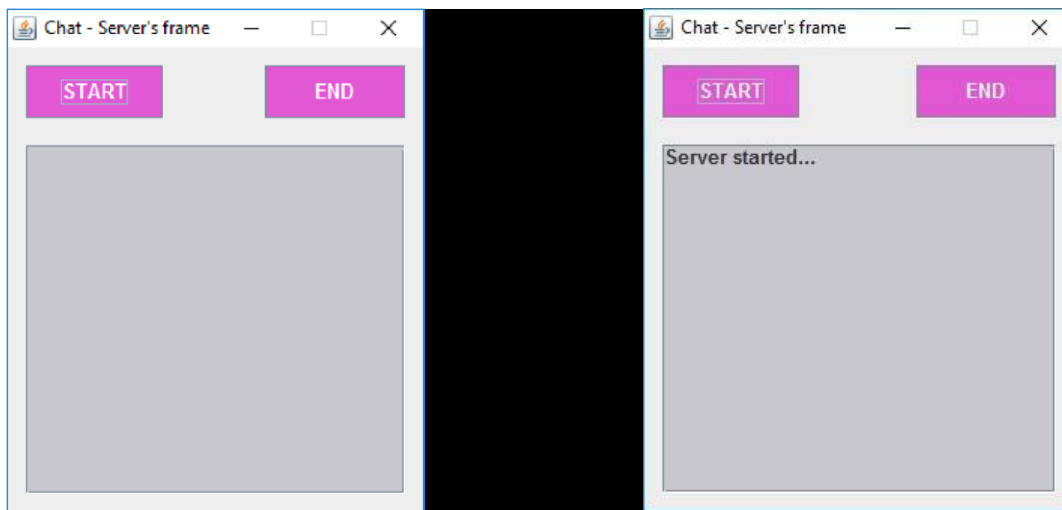 Chat - Server's frame
START
END
Chat - Server's frame
START
END
Server started...